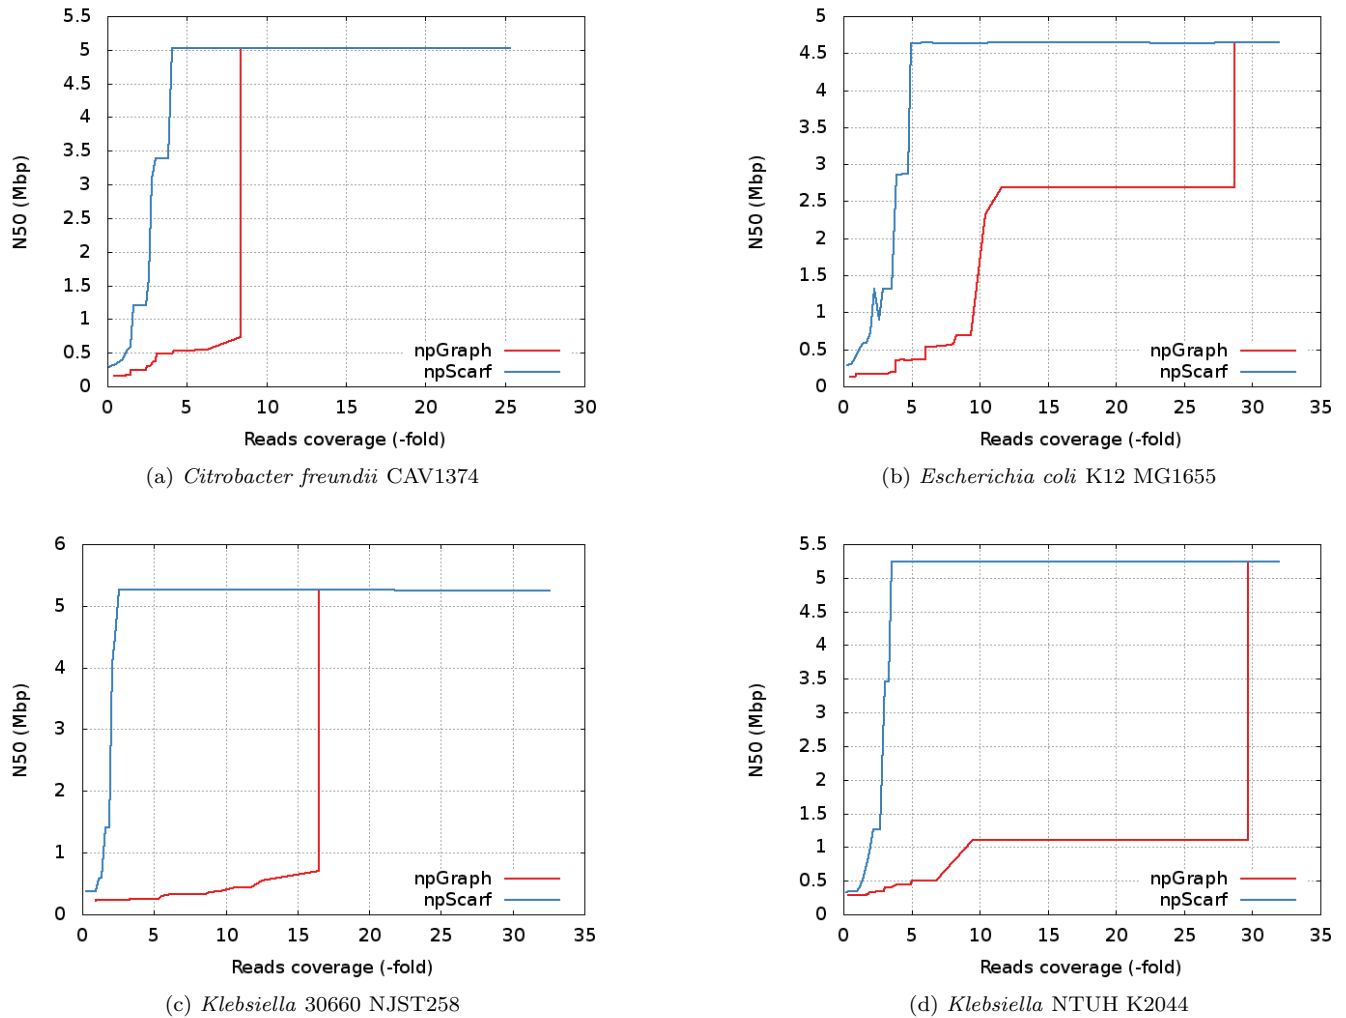 5.5
5
4.5
4
3.5
3
2.5
2
1.5
1
0.5
0
N50 (Mbp)
0 5 10 15 20 25 30
Reads coverage (-fold)
npGraph
npScarf
(a) Citrobacter freundii CAV1374
5
4.5
4
3.5
3
2.5
2
1.5
1
0.5
0
N50 (Mbp)
0 5 10 15 20 25 30 35
Reads coverage (-fold)
npGraph
npScarf
(b) Escherichia coli K12 MG1655
6
5
4
3
2
1
0
N50 (Mbp)
0 5 10 15 20 25 30 35
Reads coverage (-fold)
npGraph
npScarf
(c) Klebsiella 30660 NJST258
5.5
5
4.5
4
3.5
3
2.5
2
1.5
1
0.5
0
N50 (Mbp)
0 5 10 15 20 25 30 35
Reads coverage (-fold)
npGraph
npScarf
(d) Klebsiella NTUH K2044